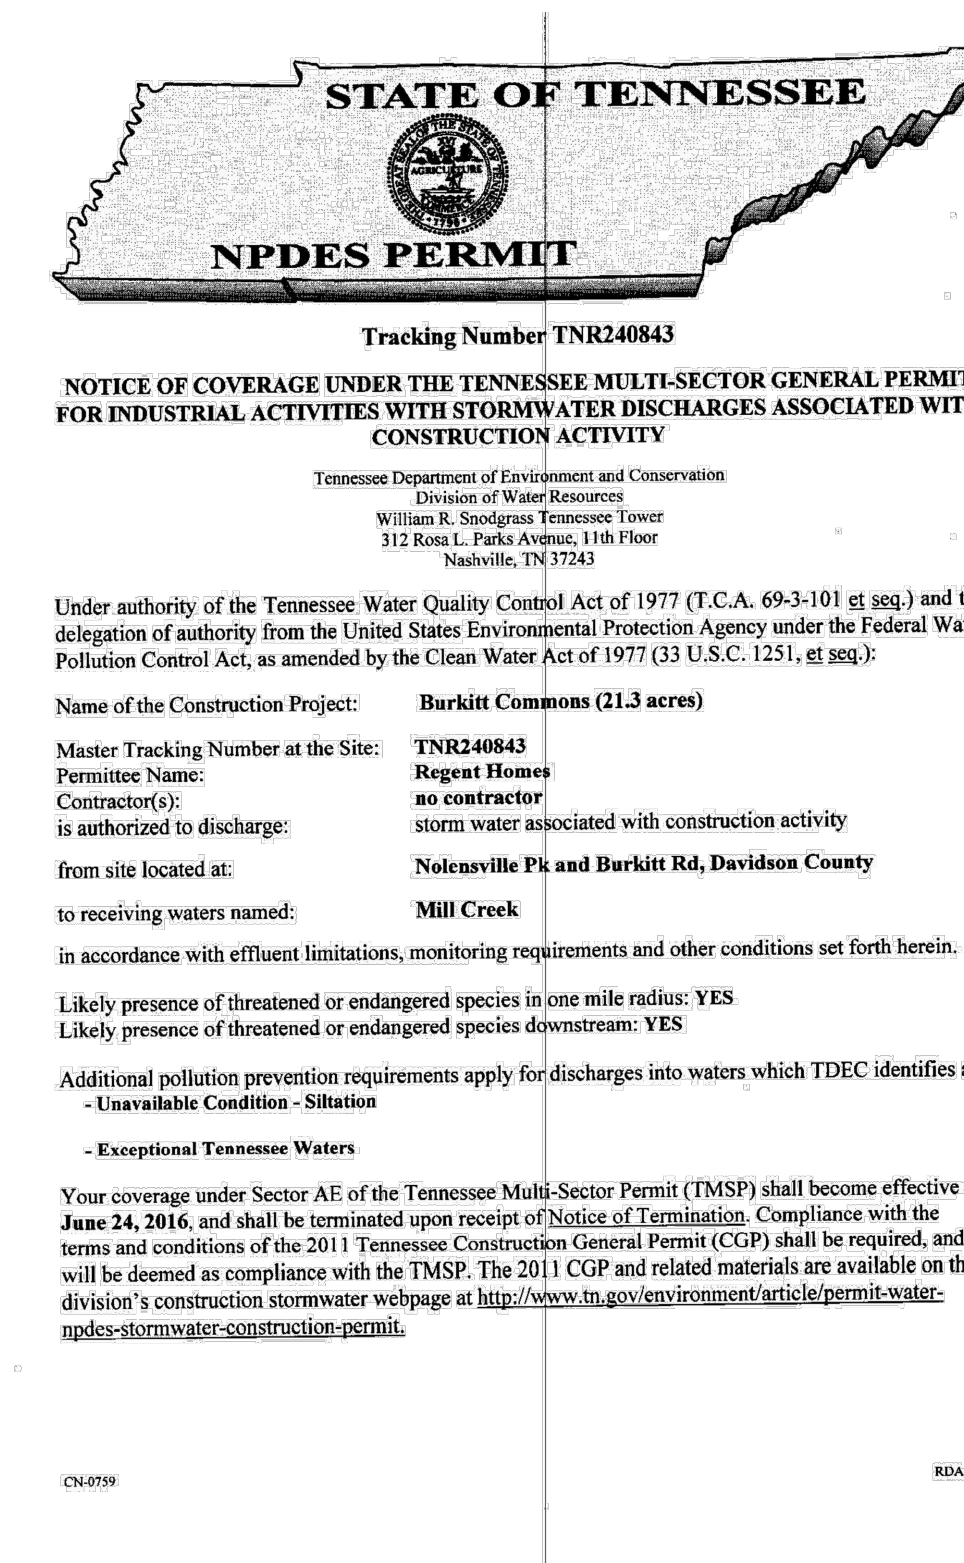 STATE OF TENNESSEE
AGRICULTURE
NPDES PERMIT
Tracking Number TNR240843
NOTICE OF COVERAGE UNDER THE TENNESSEE MULTI-SECTOR GENERAL PERMIT
FOR INDUSTRIAL ACTIVITIES WITH STORMWATER DISCHARGES ASSOCIATED WIT
CONSTRUCTION ACTIVITY
Tennessee Department of Environment and Conservation
Division of Water Resources
William R. Snodgrass Tennessee Tower
312 Rosa L. Parks Avenue, 11th Floor
Nashville, TN 37243
Under authority of the Tennessee Water Quality Control Act of 1977 (T.C.A. 69-3-101 et seq.) and t
delegation of authority from the United States Environmental Protection Agency under the Federal Wa
Pollution Control Act, as amended by the Clean Water Act of 1977 (33 U.S.C. 1251, et seq.):
Name of the Construction Project: Burkitt Commons (21.3 acres)
Master Tracking Number at the Site: TNR240843
Permittee Name: Regent Homes
Contractor(s): no contractor
is authorized to discharge: storm water associated with construction activity
from site located at: Nolensville Pk and Burkitt Rd, Davidson County
to receiving waters named: Mill Creek
in accordance with effluent limitations, monitoring requirements and other conditions set forth herein.
Likely presence of threatened or endangered species in one mile radius: YES
Likely presence of threatened or endangered species downstream: YES
Additional pollution prevention requirements apply for discharges into waters which TDEC identifies a
- Unavailable Condition - Siltation
- Exceptional Tennessee Waters
Your coverage under Sector AE of the Tennessee Multi-Sector Permit (TMSP) shall become effective
June 24, 2016, and shall be terminated upon receipt of Notice of Termination. Compliance with the
terms and conditions of the 2011 Tennessee Construction General Permit (CGP) shall be required, and
will be deemed as compliance with the TMSP. The 2011 CGP and related materials are available on th
division's construction stormwater webpage at http://www.tn.gov/environment/article/permit-water-
npdes-stormwater-construction-permit.
CN-0759 RDA